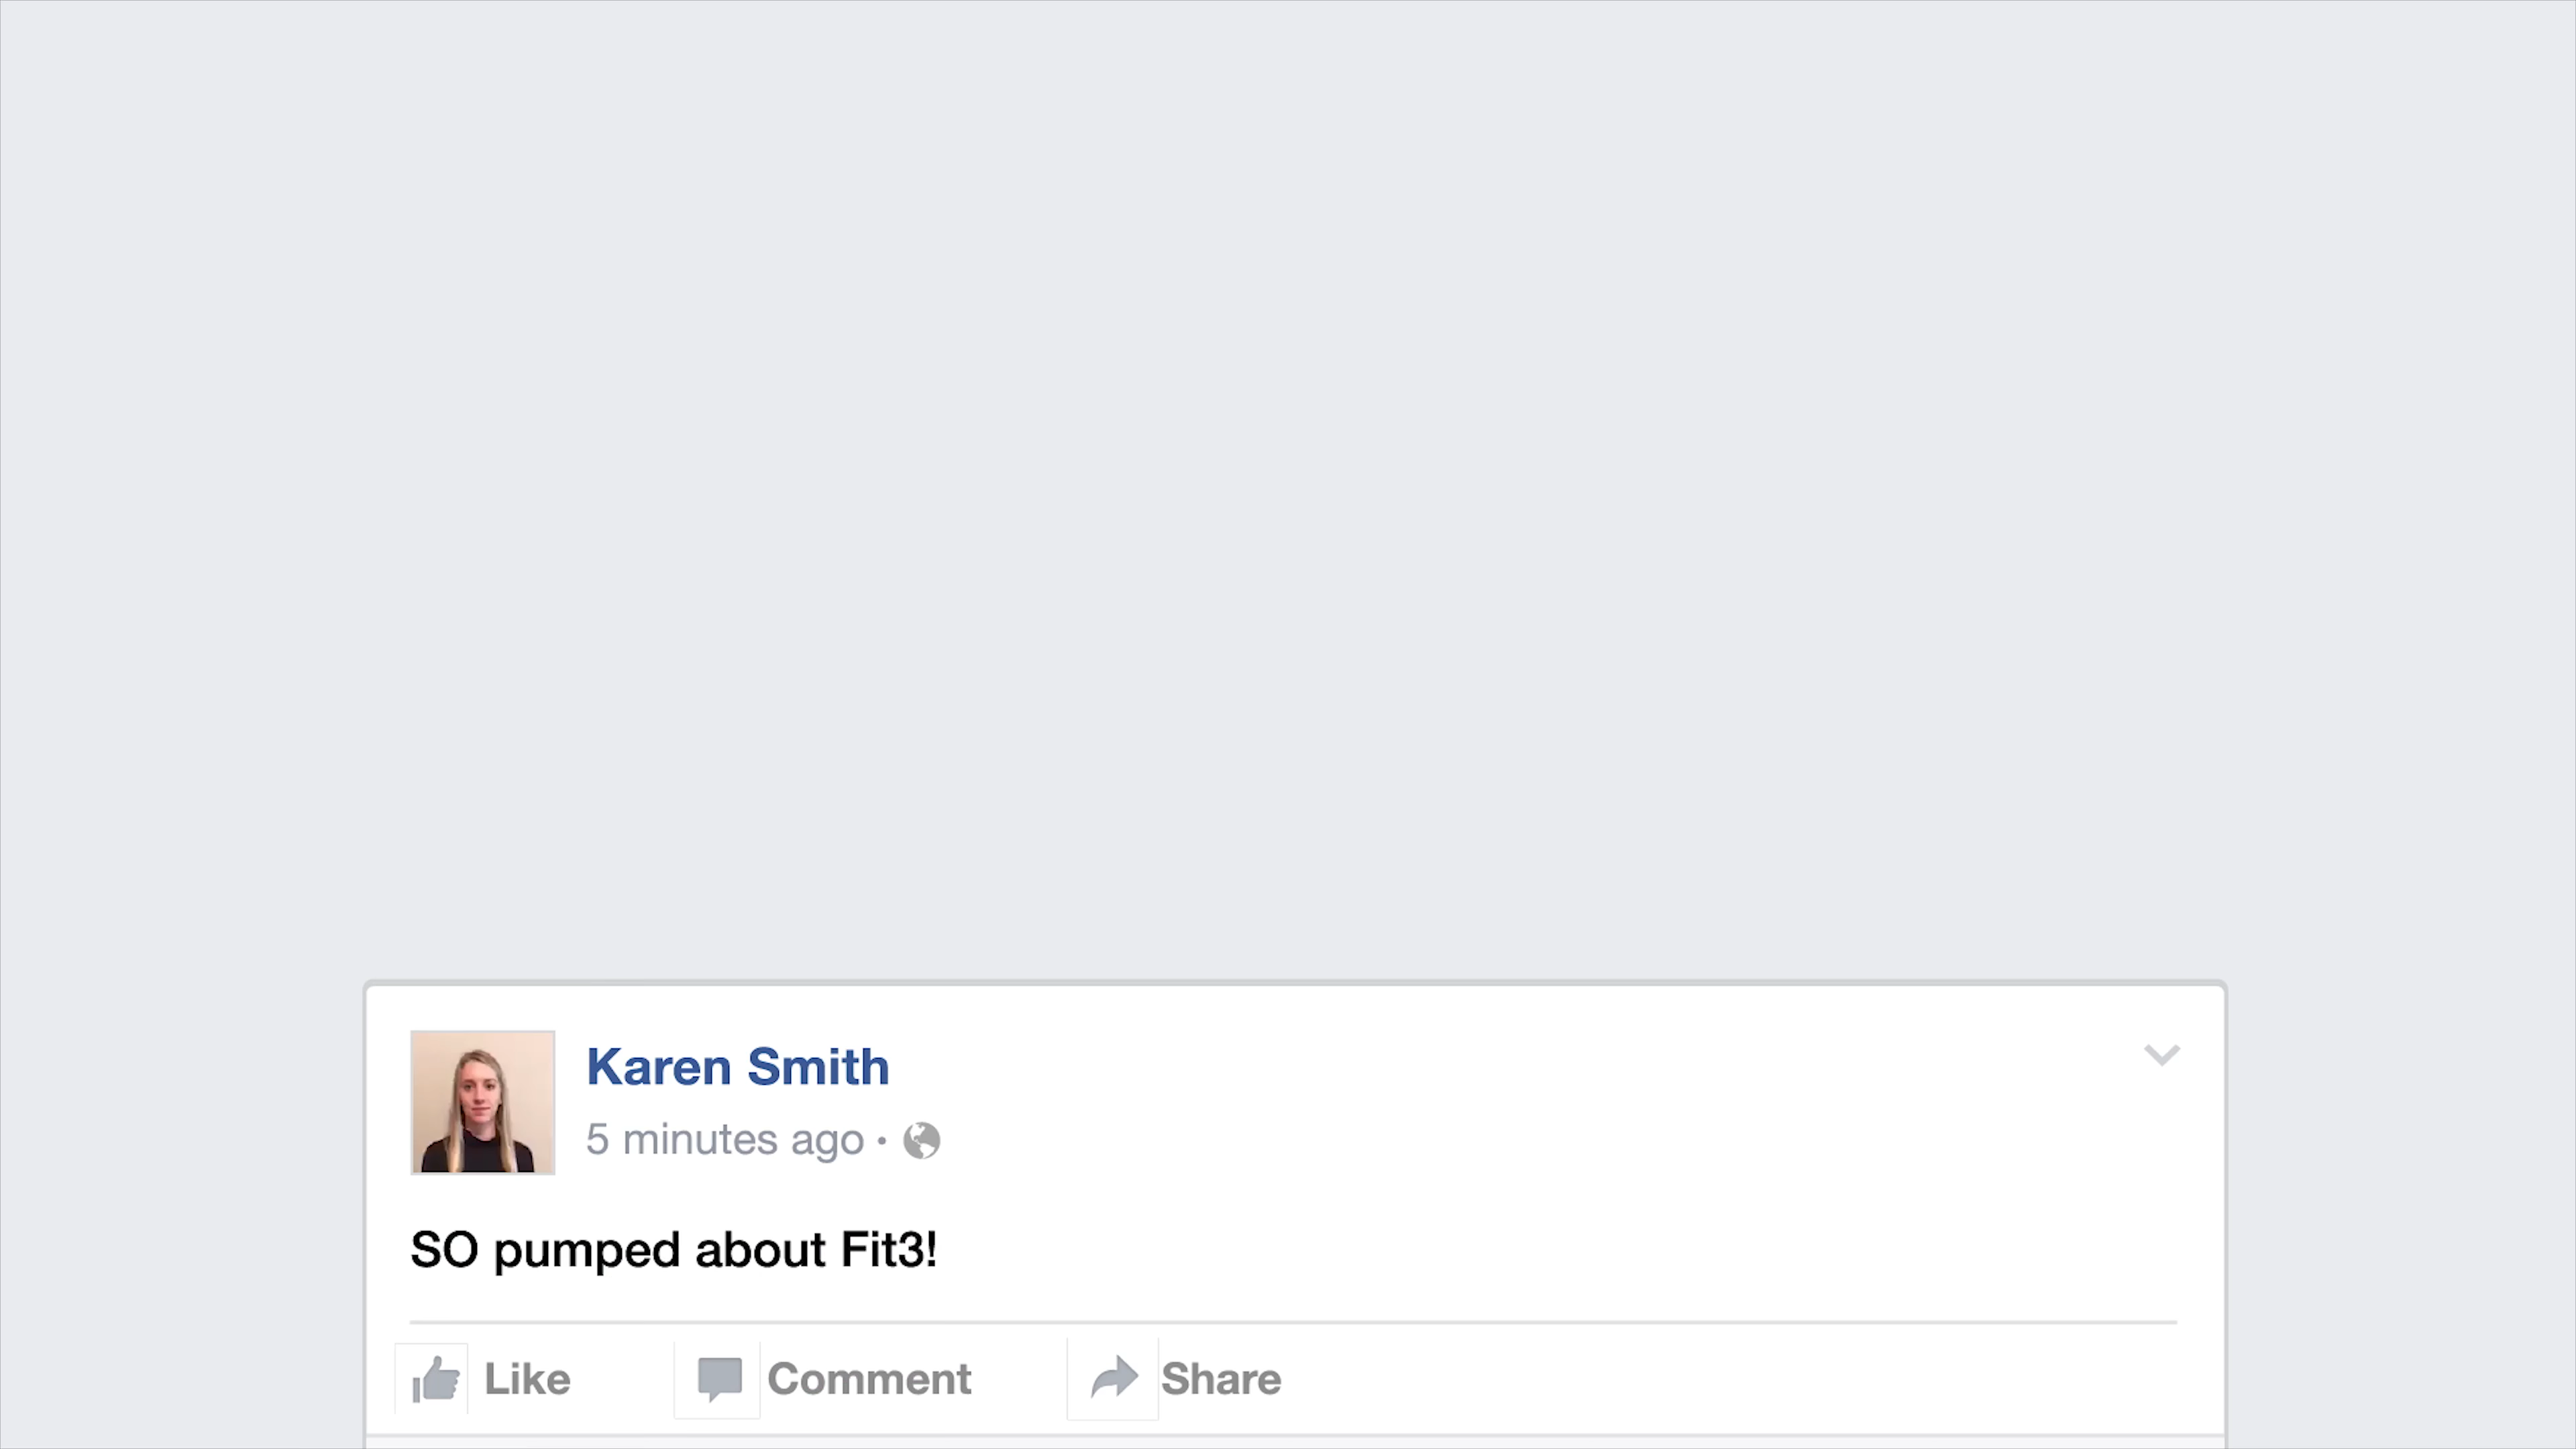 Karen Smith
5 minutes ago •
SO pumped about Fit3!
Like Comment Share